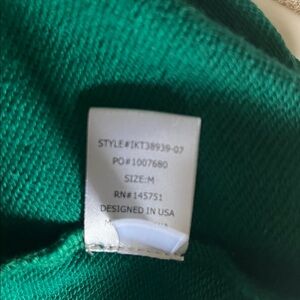 STYLE#IKT38939-07
PO#1007680
SIZE:M
RN#145751
DESIGNED IN USA